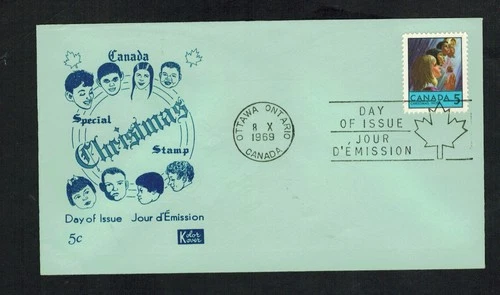 Canada
Special
Christmas
Stamp
Day of Issue Jour d'Émission
5c
Kolor Kover
OTTAWA ONTARIO
8 X
1969
CANADA
CANADA 5
DAY
OF ISSUE
JOUR
D'ÉMISSION